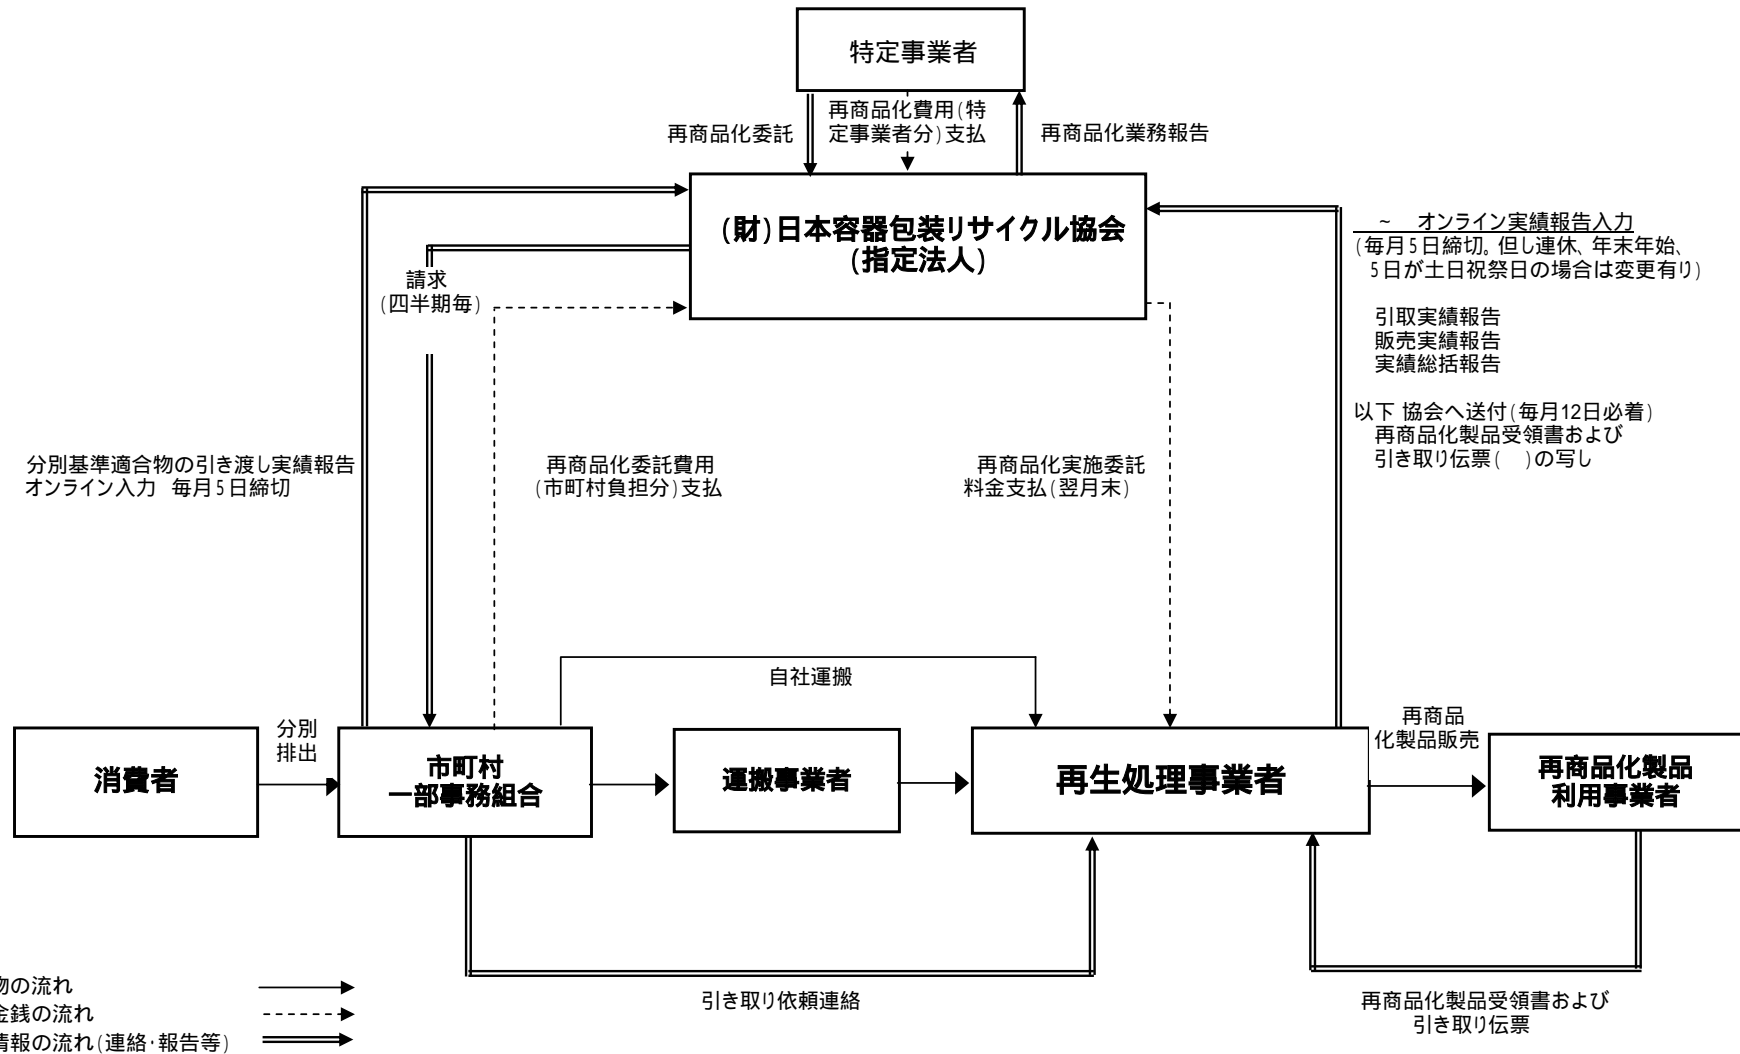 特定事業者
再商品化委託
再商品化費用(特
定事業者分)支払
再商品化業務報告
(財)日本容器包装リサイクル協会
(指定法人)
~ オンライン実績報告入力
(毎月5日締切。但し連休、年末年始、
5日が土日祝祭日の場合は変更有り)
引取実績報告
販売実績報告
実績総括報告
以下 協会へ送付(毎月12日必着)
再商品化製品受領書および
引き取り伝票( )の写し
請求
(四半期毎)
分別基準適合物の引き渡し実績報告
オンライン入力 毎月5日締切
再商品化委託費用
(市町村負担分)支払
再商品化実施委託
料金支払(翌月末)
自社運搬
消費者
分別
排出
市町村
一部事務組合
運搬事業者
再生処理事業者
再商品
化製品販売
再商品化製品
利用事業者
引き取り依頼連絡
再商品化製品受領書および
引き取り伝票
物の流れ
金銭の流れ
情報の流れ(連絡・報告等)